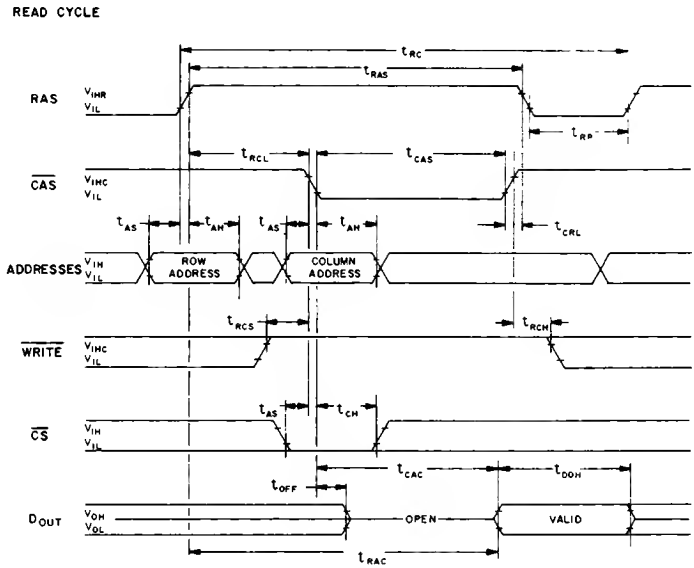 READ CYCLE
tRC
tRAS
RAS
VIHR
VIL
tRP
tRCL
tCAS
CAS
VIHC
VIL
tAS
tAH
tAS
tAH
tCRL
ADDRESSES
VIH
VIL
ROW
ADDRESS
COLUMN
ADDRESS
tRCS
tRCH
WRITE
VIHC
VIL
tAS
tCH
CS
VIH
VIL
tCAC
tDOH
tOFF
DOUT
VOH
VOL
OPEN
VALID
tRAC